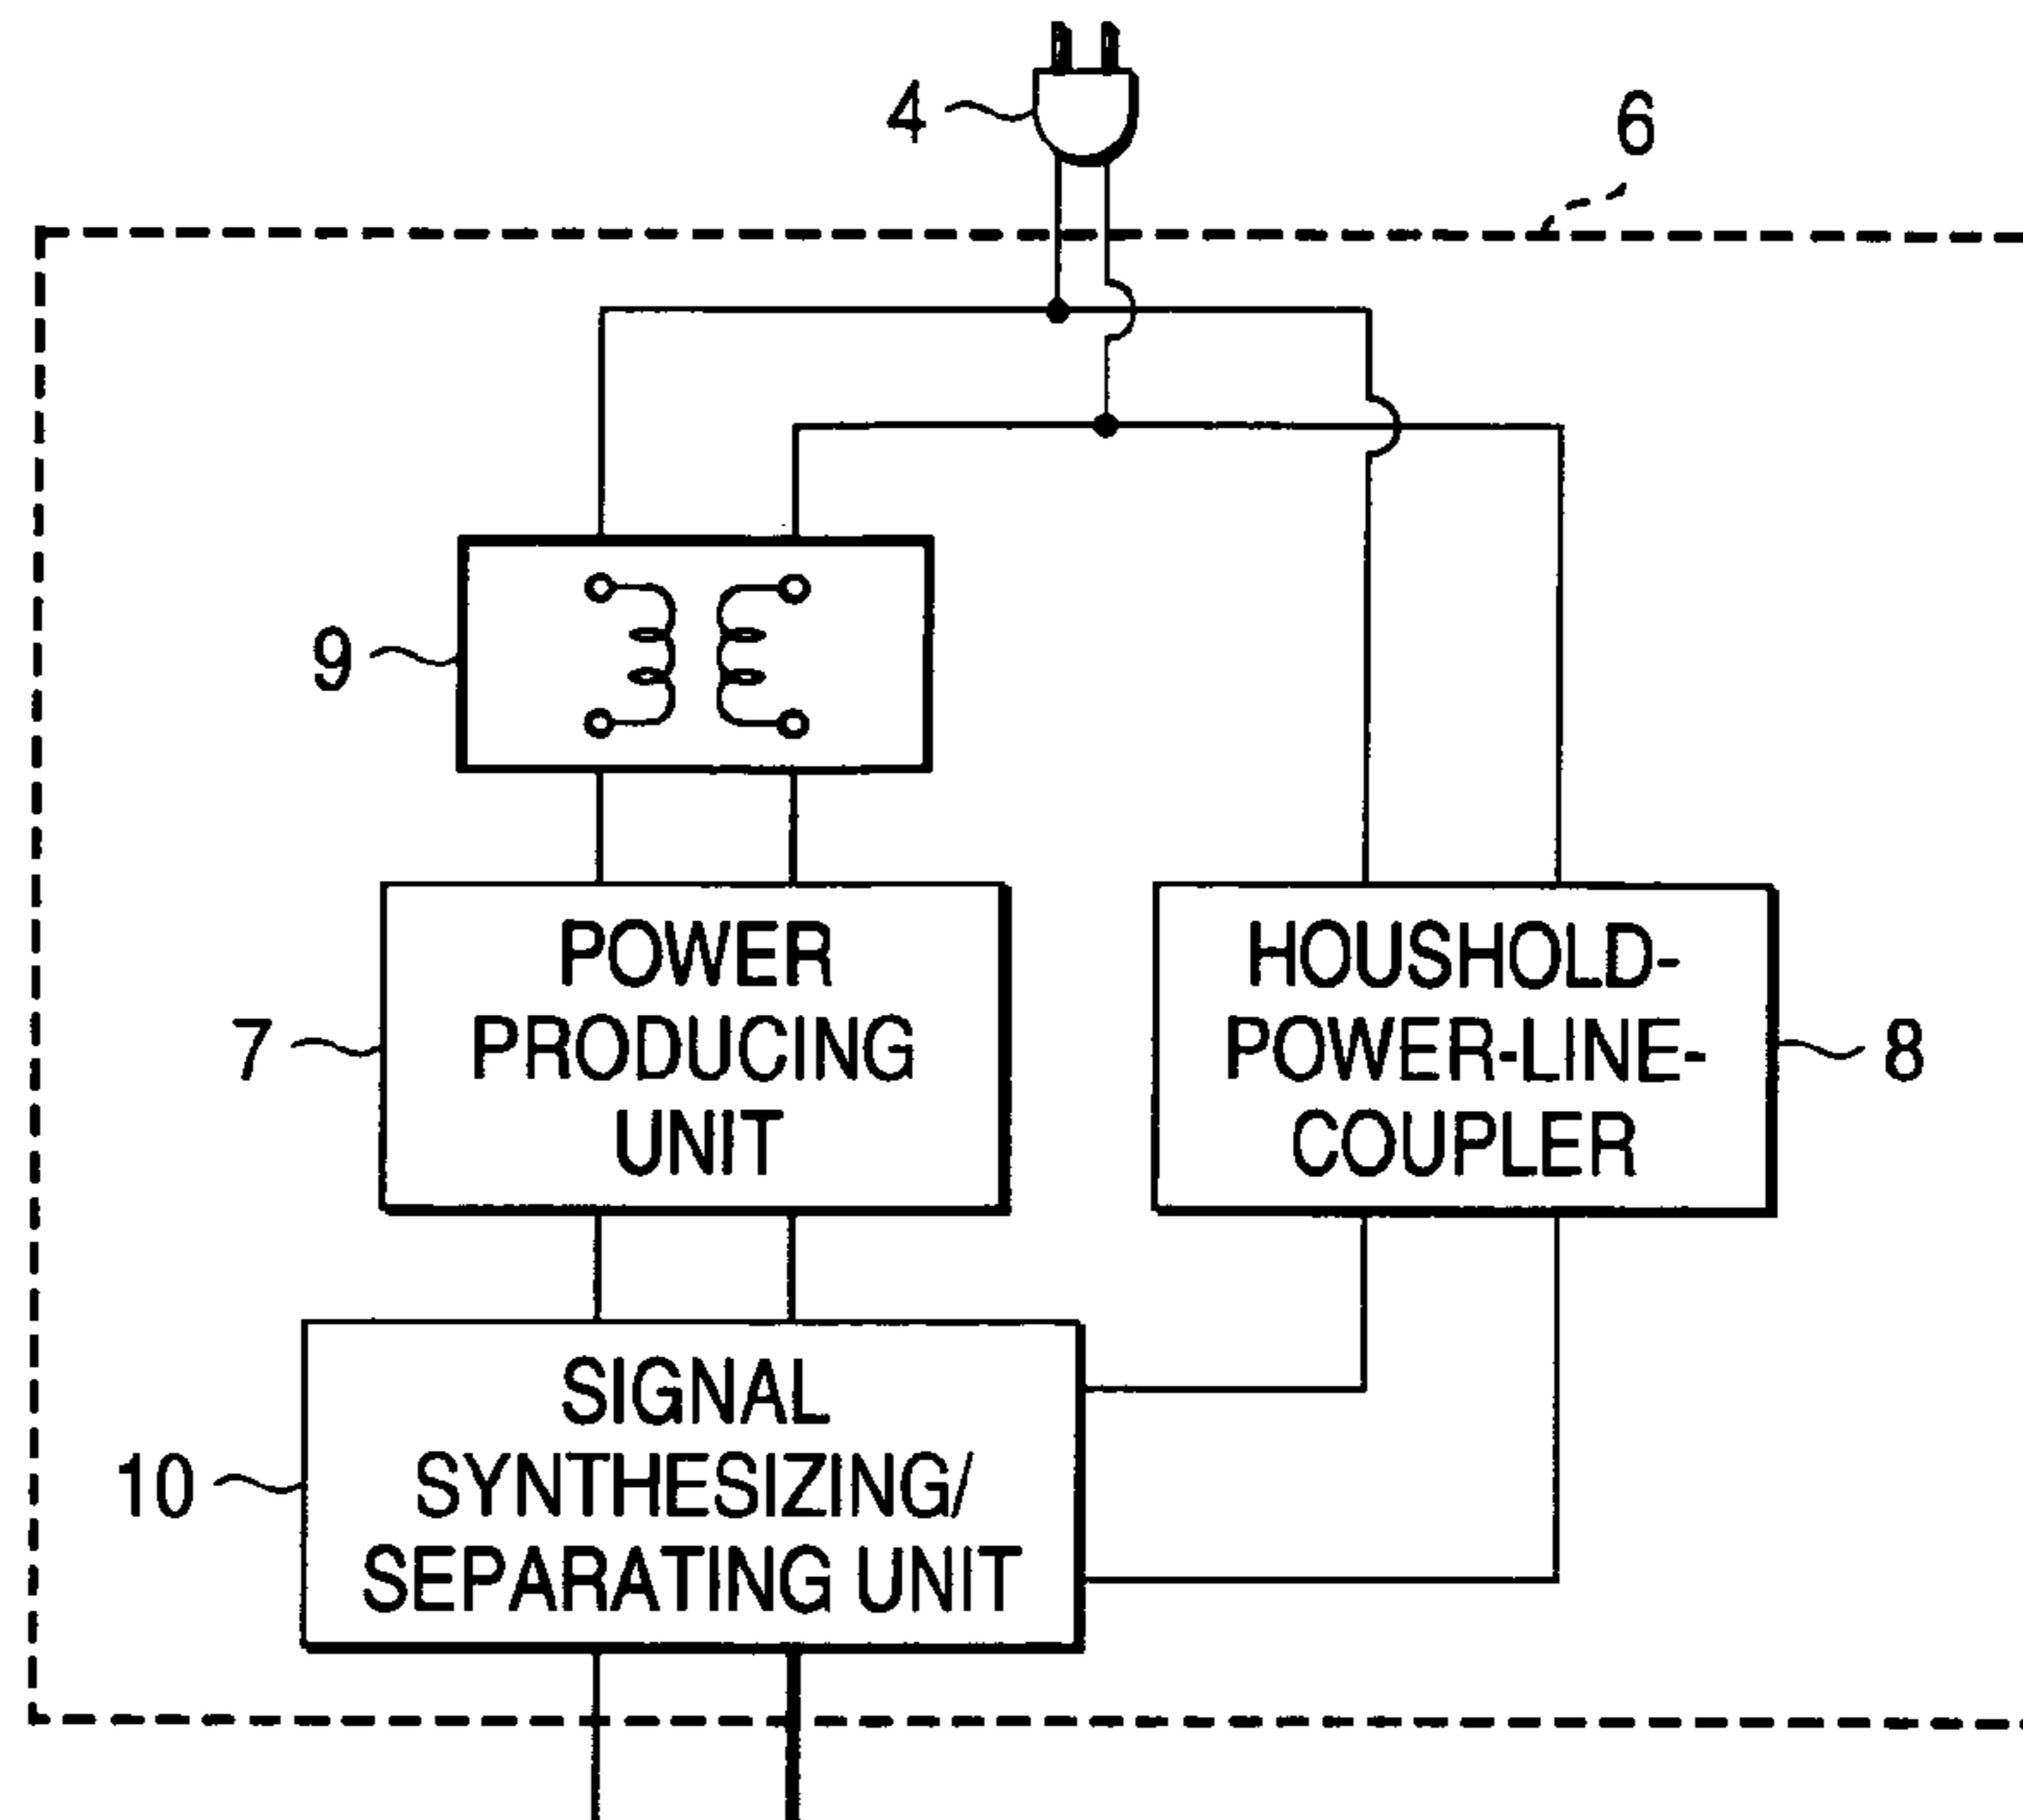 4
6
9
POWER
PRODUCING
UNIT
7
HOUSHOLD-
POWER-LINE-
COUPLER
8
SIGNAL
SYNTHESIZING/
SEPARATING UNIT
10